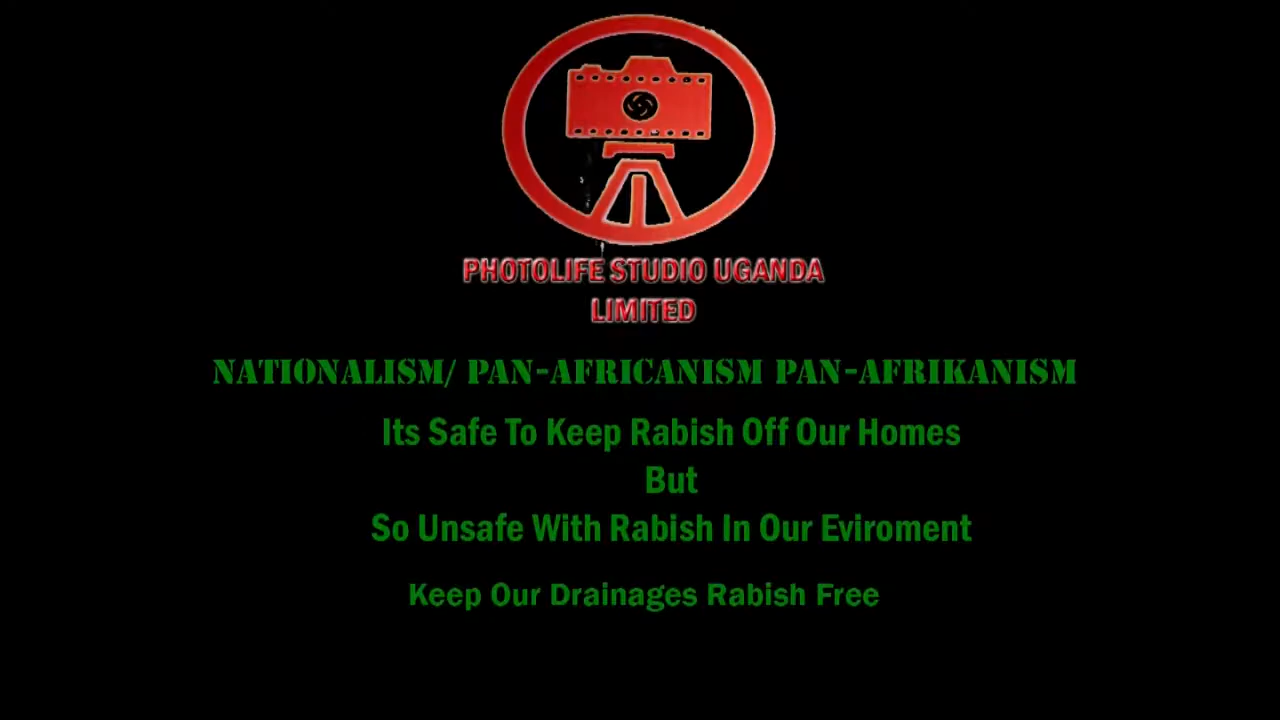 PHOTOLIFE STUDIO UGANDA
LIMITED
NATIONALISM/ PAN-AFRICANISM PAN-AFRIKANISM
Its Safe To Keep Rabish Off Our Homes
But
So Unsafe With Rabish In Our Eviroment
Keep Our Drainages Rabish Free